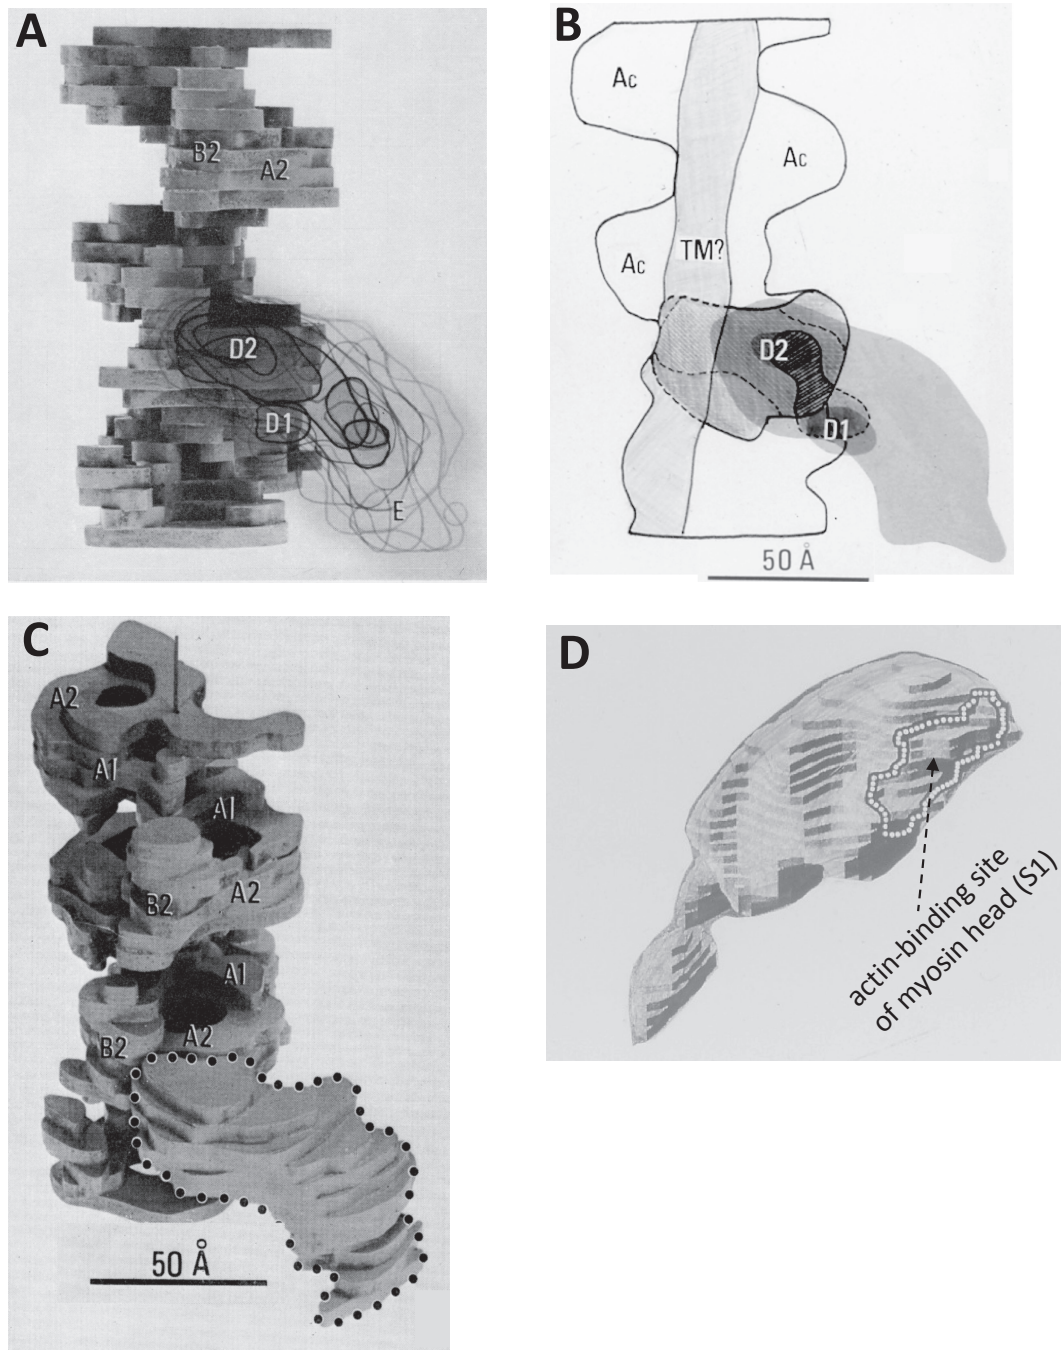 A
B2
A2
D2
D1
E
B
Ac
Ac
Ac
TM?
D2
D1
50 Å
C
A2
A1
A1
B2
A2
A1
B2
A2
50 Å
D
actin-binding site
of myosin head (S1)